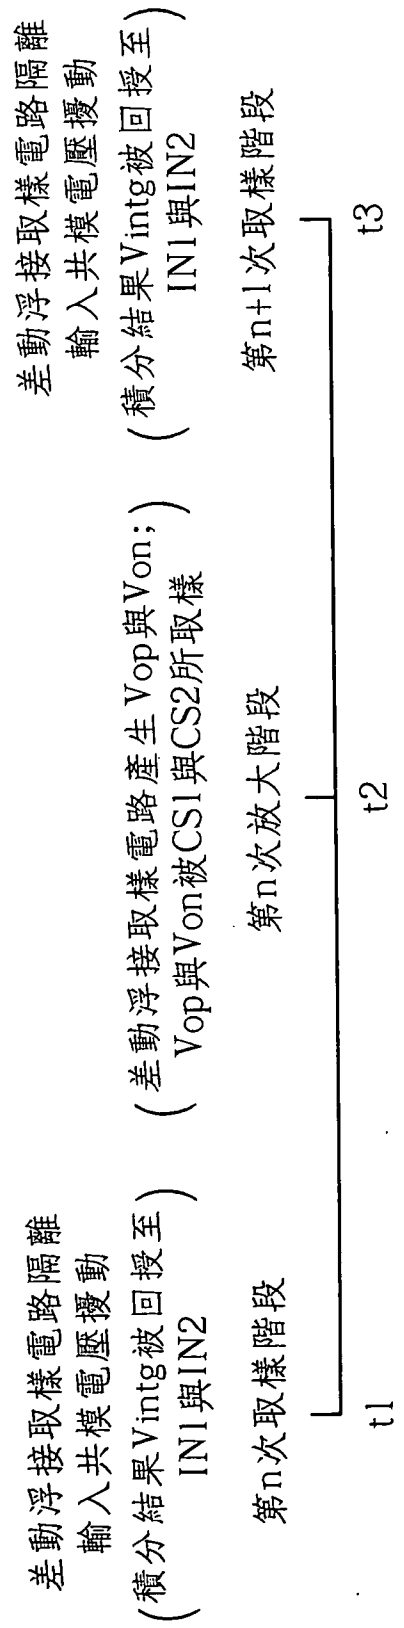 差動浮接取樣電路隔離
輸入共模電壓擾動
(積分結果Vintg被回授至
IN1與IN2)
第n次取樣階段
t1
(差動浮接取樣電路產生Vop與Von;
Vop與Von被CS1與CS2所取樣)
第n次放大階段
t2
差動浮接取樣電路隔離
輸入共模電壓擾動
(積分結果Vintg被回授至
IN1與IN2)
第n+1次取樣階段
t3